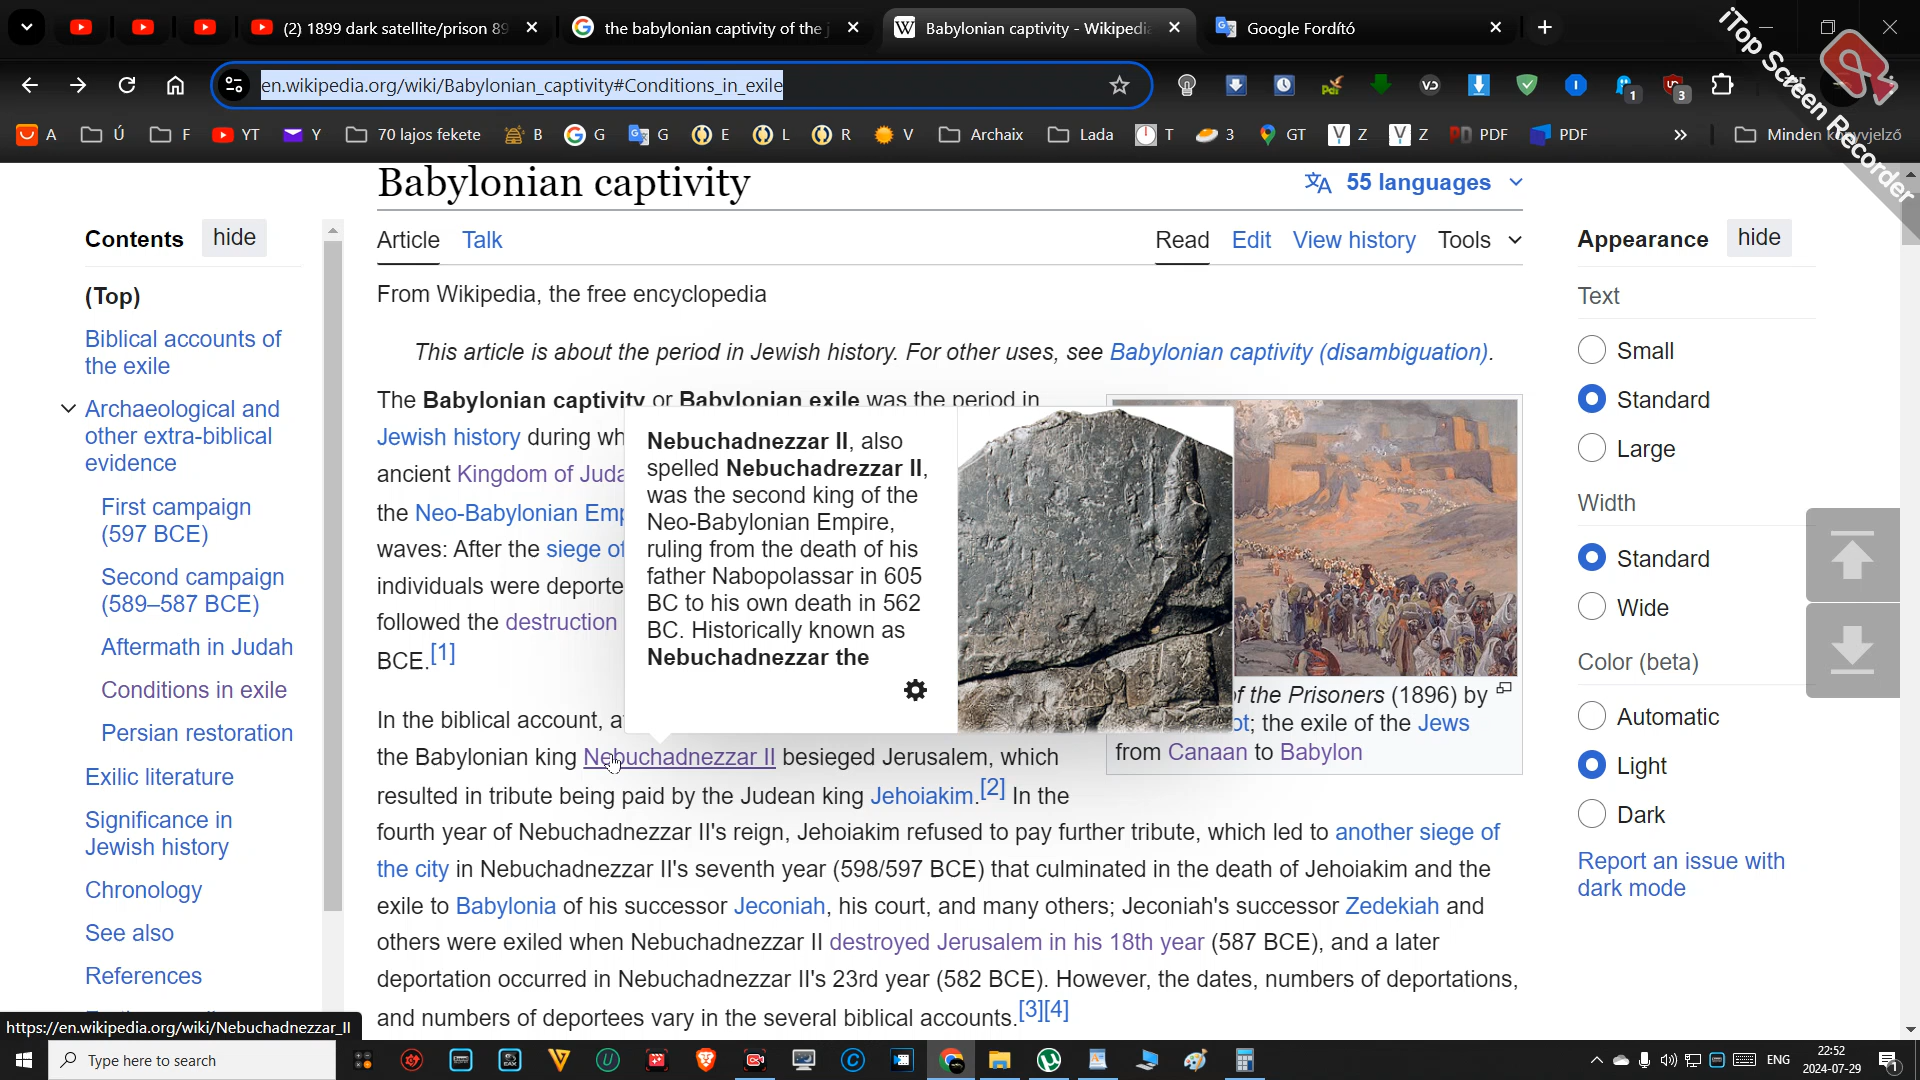 (2) 1899 dark satellite/prison 89
the babylonian captivity of the j
Babylonian captivity - Wikipedia
Google Fordító
en.wikipedia.org/wiki/Babylonian_captivity#Conditions_in_exile
A Ú F YT Y 70 lajos fekete B G G E L R V Archaix Lada T 3 GT Z Z PDF PDF » Minden könyvjelző
iTop Screen Recorder
Babylonian captivity
55 languages
Contents hide
Article Talk
Read Edit View history Tools
Appearance hide
(Top)
From Wikipedia, the free encyclopedia
Text
Biblical accounts of
the exile
This article is about the period in Jewish history. For other uses, see Babylonian captivity (disambiguation).
Small
Archaeological and
other extra-biblical
evidence
The Babylonian captivity or Babylonian exile was the period in
Standard
Jewish history during wh
Large
ancient Kingdom of Juda
the Neo-Babylonian Emp
waves: After the siege of
individuals were deporte
followed the destruction
BCE.[1]
Nebuchadnezzar II, also
spelled Nebuchadrezzar II,
was the second king of the
Neo-Babylonian Empire,
ruling from the death of his
father Nabopolassar in 605
BC to his own death in 562
BC. Historically known as
Nebuchadnezzar the
First campaign
(597 BCE)
Second campaign
(589–587 BCE)
Aftermath in Judah
Conditions in exile
Persian restoration
Exilic literature
Significance in
Jewish history
Chronology
See also
References
Width
Standard
Wide
Color (beta)
Automatic
Light
Dark
Report an issue with
dark mode
f the Prisoners (1896) by
ot; the exile of the Jews
from Canaan to Babylon
In the biblical account, a
the Babylonian king Nebuchadnezzar II besieged Jerusalem, which
resulted in tribute being paid by the Judean king Jehoiakim.[2] In the
fourth year of Nebuchadnezzar II's reign, Jehoiakim refused to pay further tribute, which led to another siege of
the city in Nebuchadnezzar II's seventh year (598/597 BCE) that culminated in the death of Jehoiakim and the
exile to Babylonia of his successor Jeconiah, his court, and many others; Jeconiah's successor Zedekiah and
others were exiled when Nebuchadnezzar II destroyed Jerusalem in his 18th year (587 BCE), and a later
deportation occurred in Nebuchadnezzar II's 23rd year (582 BCE). However, the dates, numbers of deportations,
and numbers of deportees vary in the several biblical accounts.[3][4]
https://en.wikipedia.org/wiki/Nebuchadnezzar_II
Type here to search
ENG
22:52
2024-07-29
1